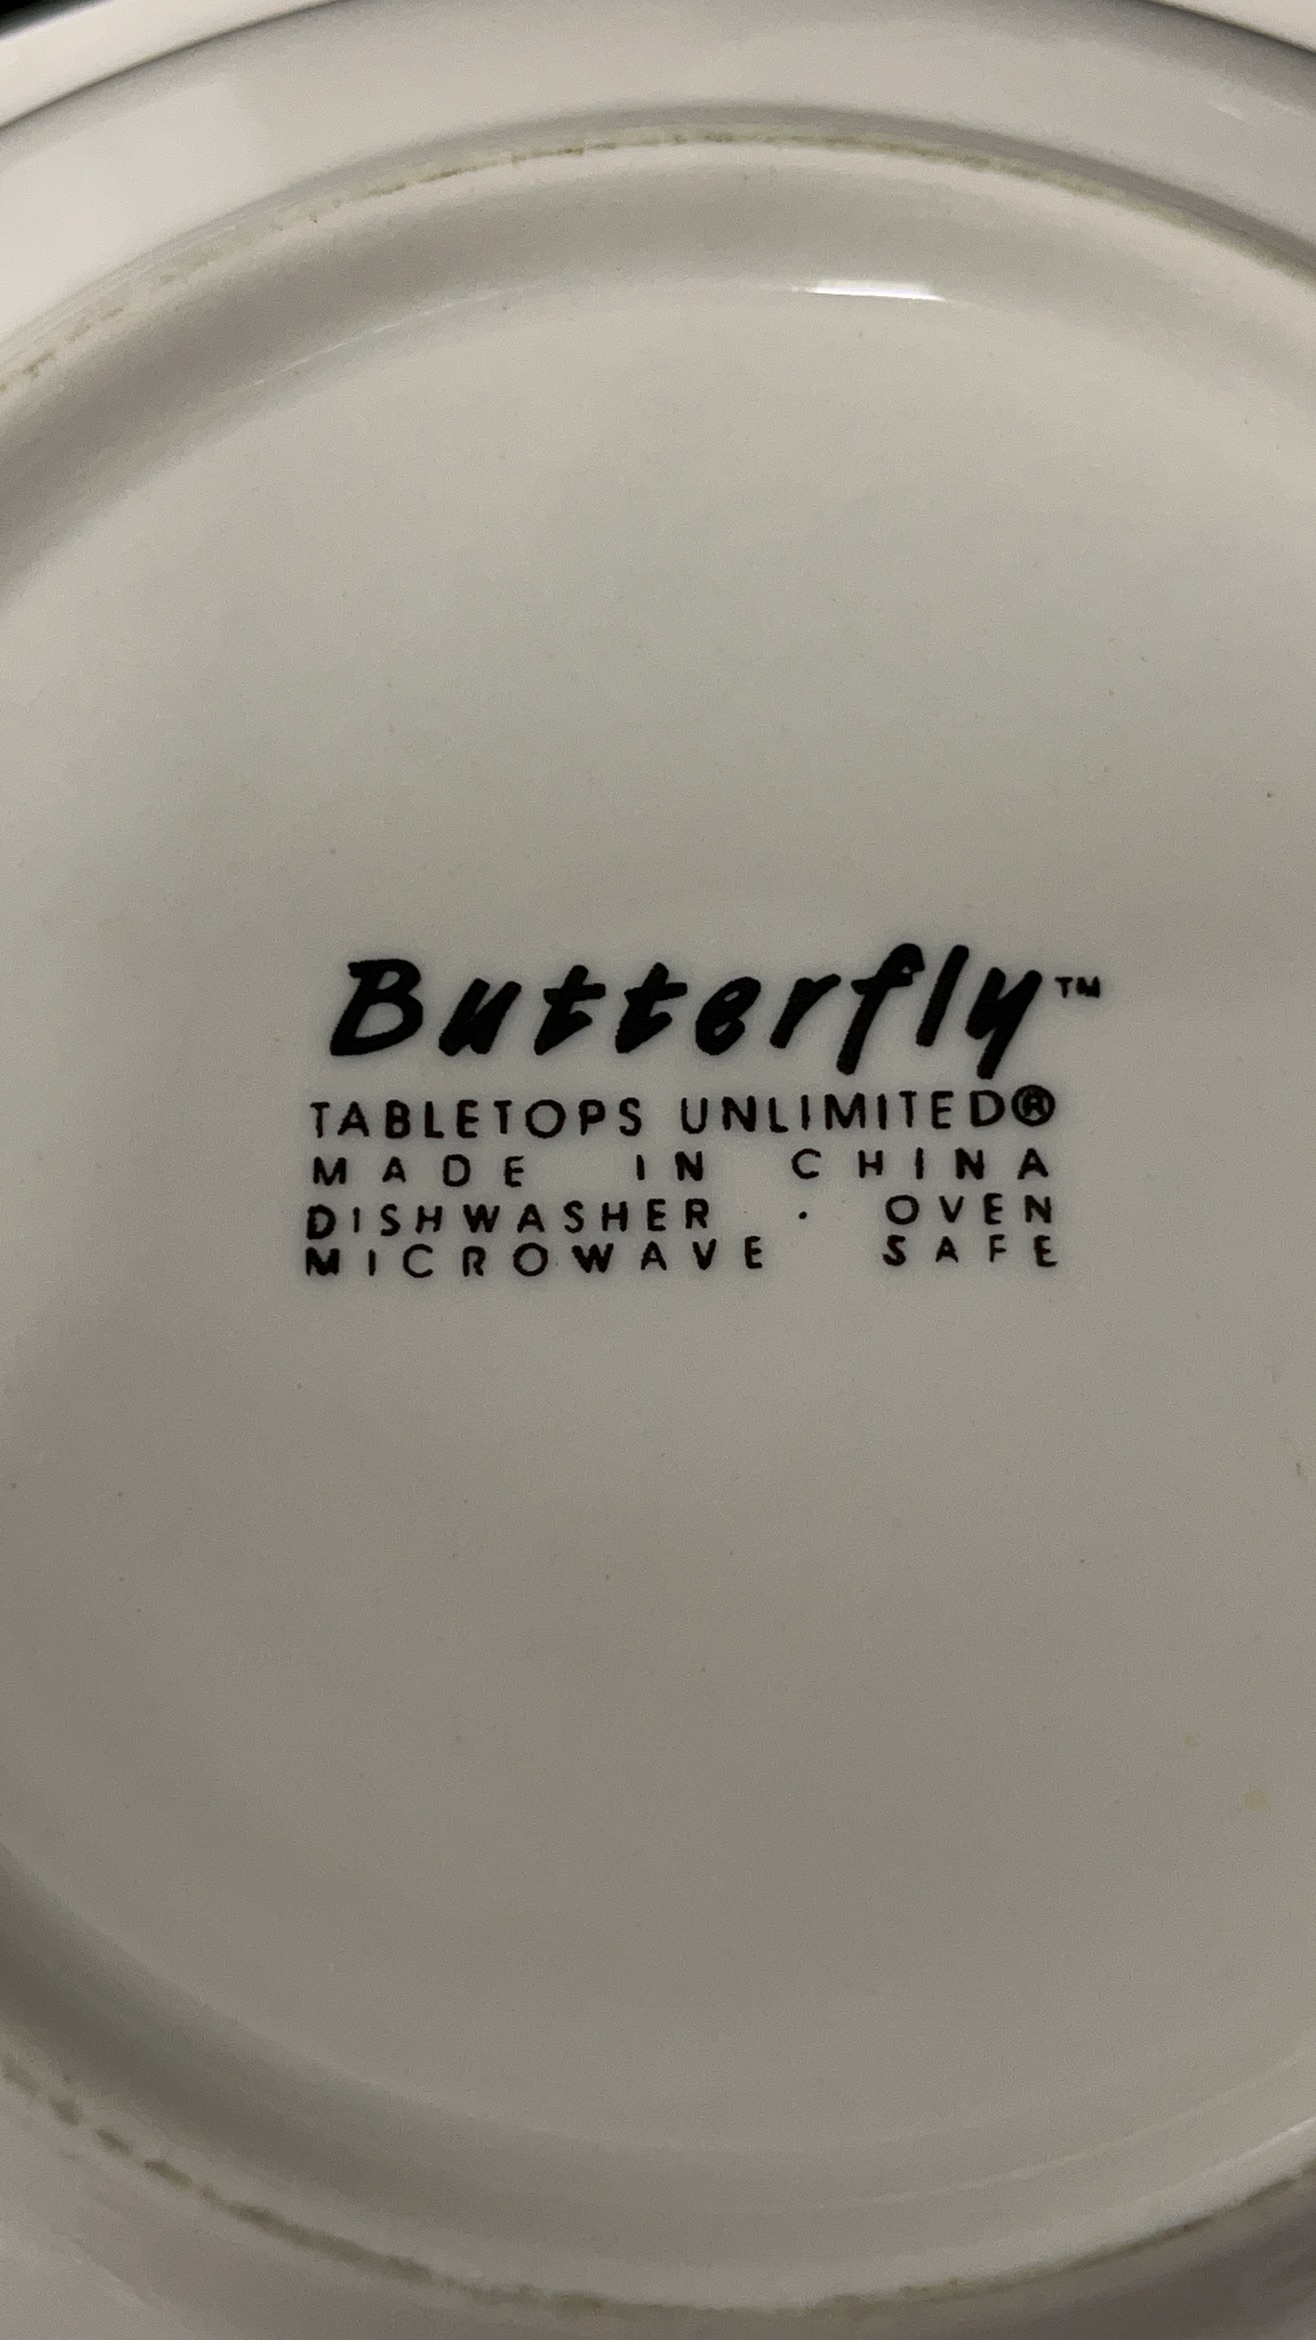 Butterfly™
TABLETOPS UNLIMITED®
MADE IN CHINA
DISHWASHER · OVEN
MICROWAVE SAFE